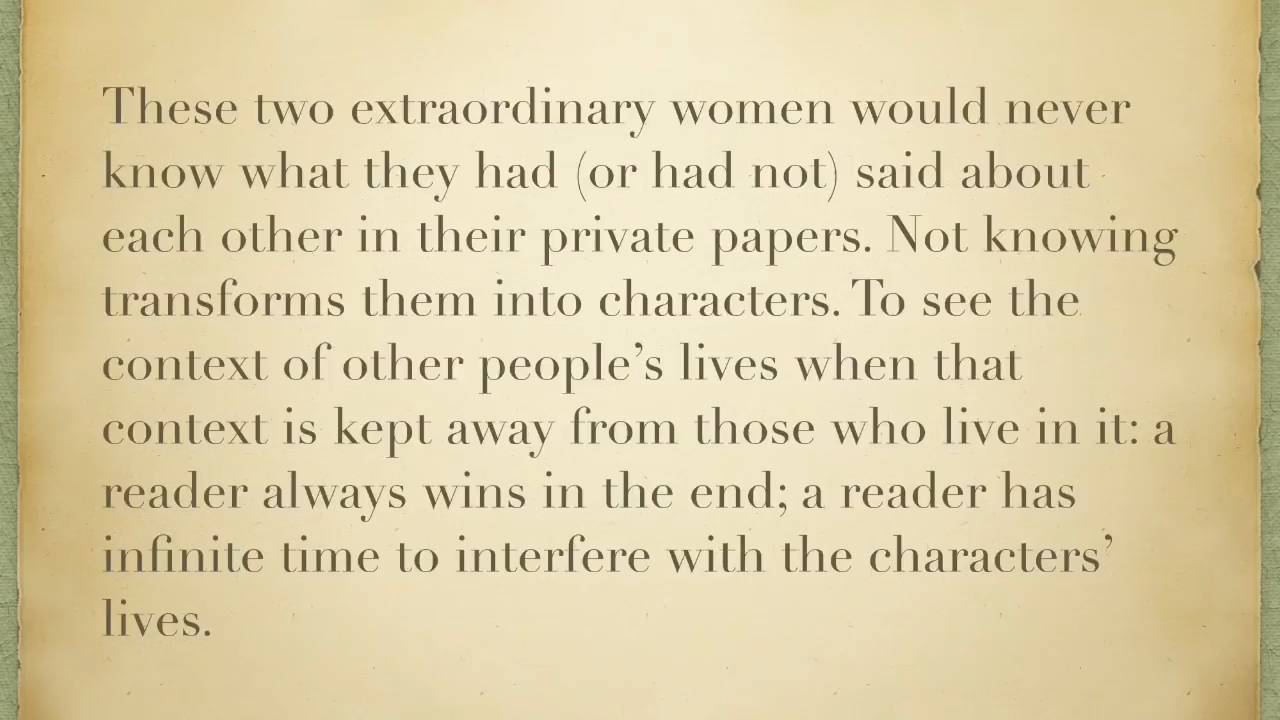 These two extraordinary women would never
know what they had (or had not) said about
each other in their private papers. Not knowing
transforms them into characters. To see the
context of other people’s lives when that
context is kept away from those who live in it: a
reader always wins in the end; a reader has
infinite time to interfere with the characters’
lives.